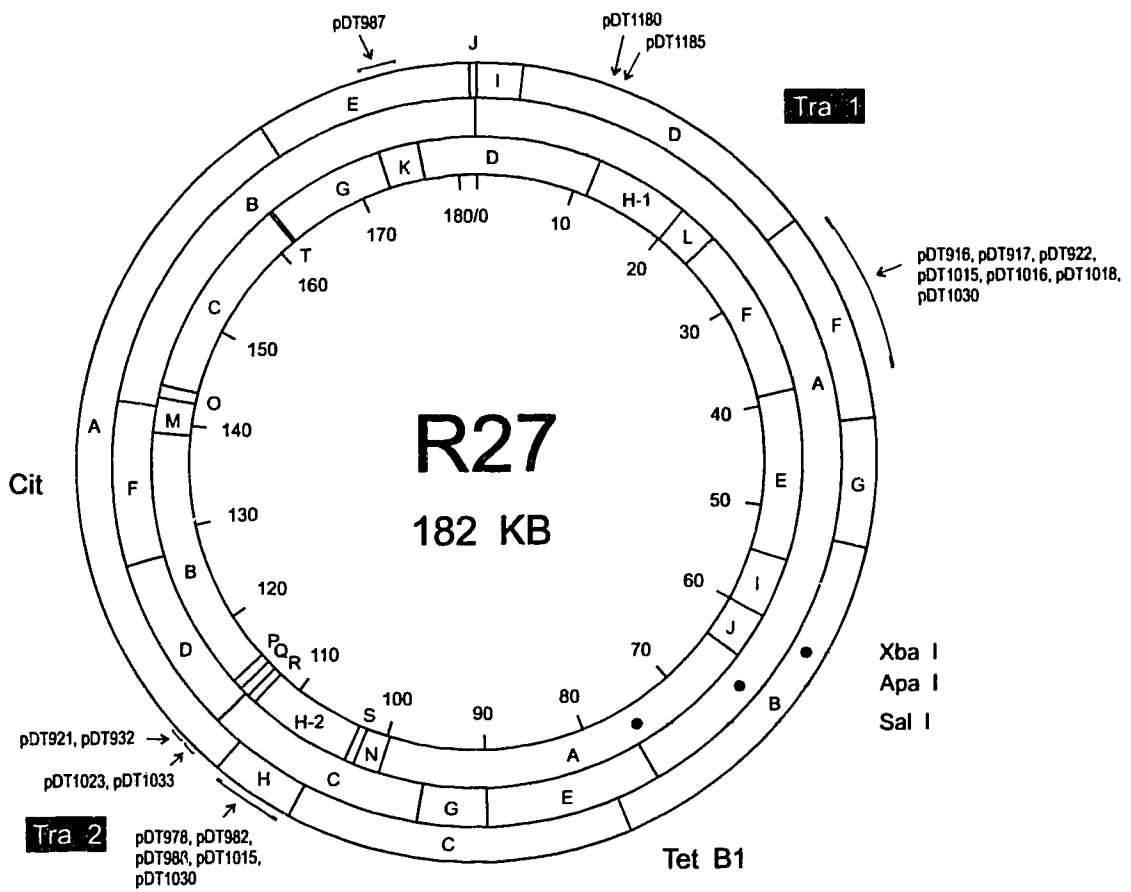 pDT987
pDT1180
pDT1185
J
I
E
D
Tra 1
D
K
G
B
H-1
L
180/0
10
170
T
20
160
pDT916, pDT917, pDT922,
pDT1015, pDT1016, pDT1018,
pDT1030
C
F
F
30
150
A
O
40
A
M
140
R27
Cit
F
E
G
50
130
182 KB
B
I
60
120
J
P
Q
R
D
110
70
Xba I
Apa I
B
Sal I
100
90
80
S
H-2
N
A
pDT921, pDT932
pDT1023, pDT1033
H
C
E
G
C
Tra 2
pDT978, pDT982,
pDT1015,
pDT1030
Tet B1